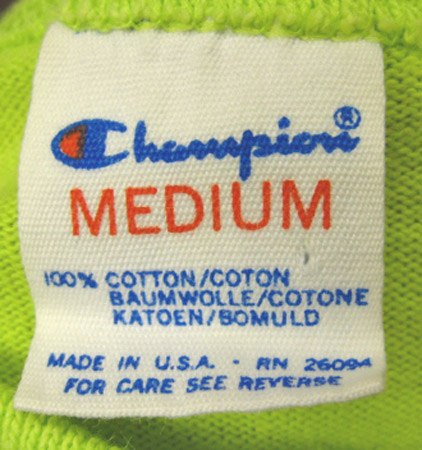 Champion®
MEDIUM
100% COTTON/COTON
BAUMWOLLE/COTONE
KATOEN/BOMULD
MADE IN U.S.A. - RN 26094
FOR CARE SEE REVERSE